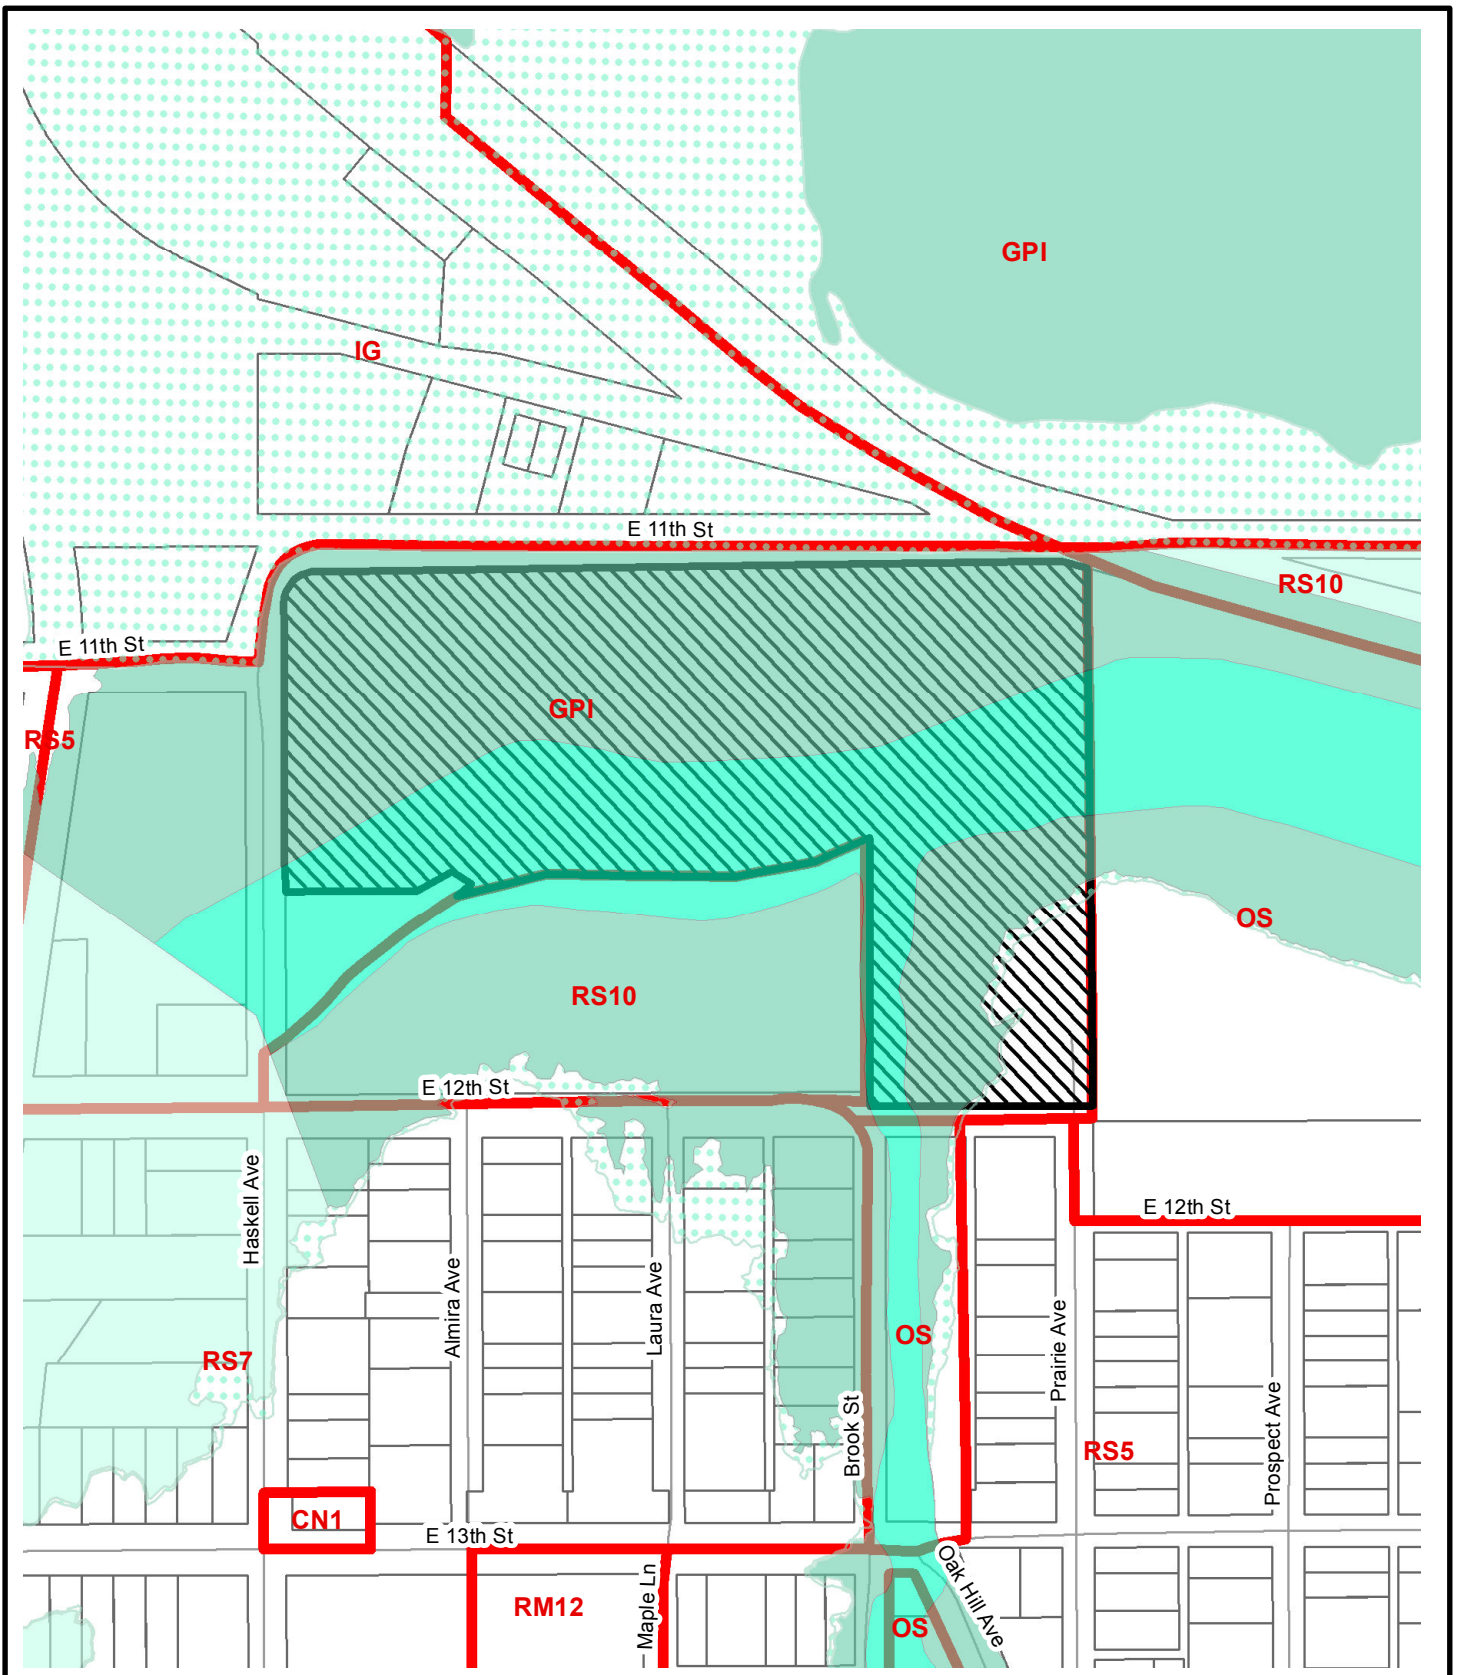 GPI
IG
E 11th St
RS10
E 11th St
GPI
RS5
OS
RS10
E 12th St
Haskell Ave
E 12th St
Almira Ave
Laura Ave
Prairie Ave
OS
RS7
Brook St
Prospect Ave
RS5
CN1
E 13th St
Oak Hill Ave
Maple Ln
RM12
OS